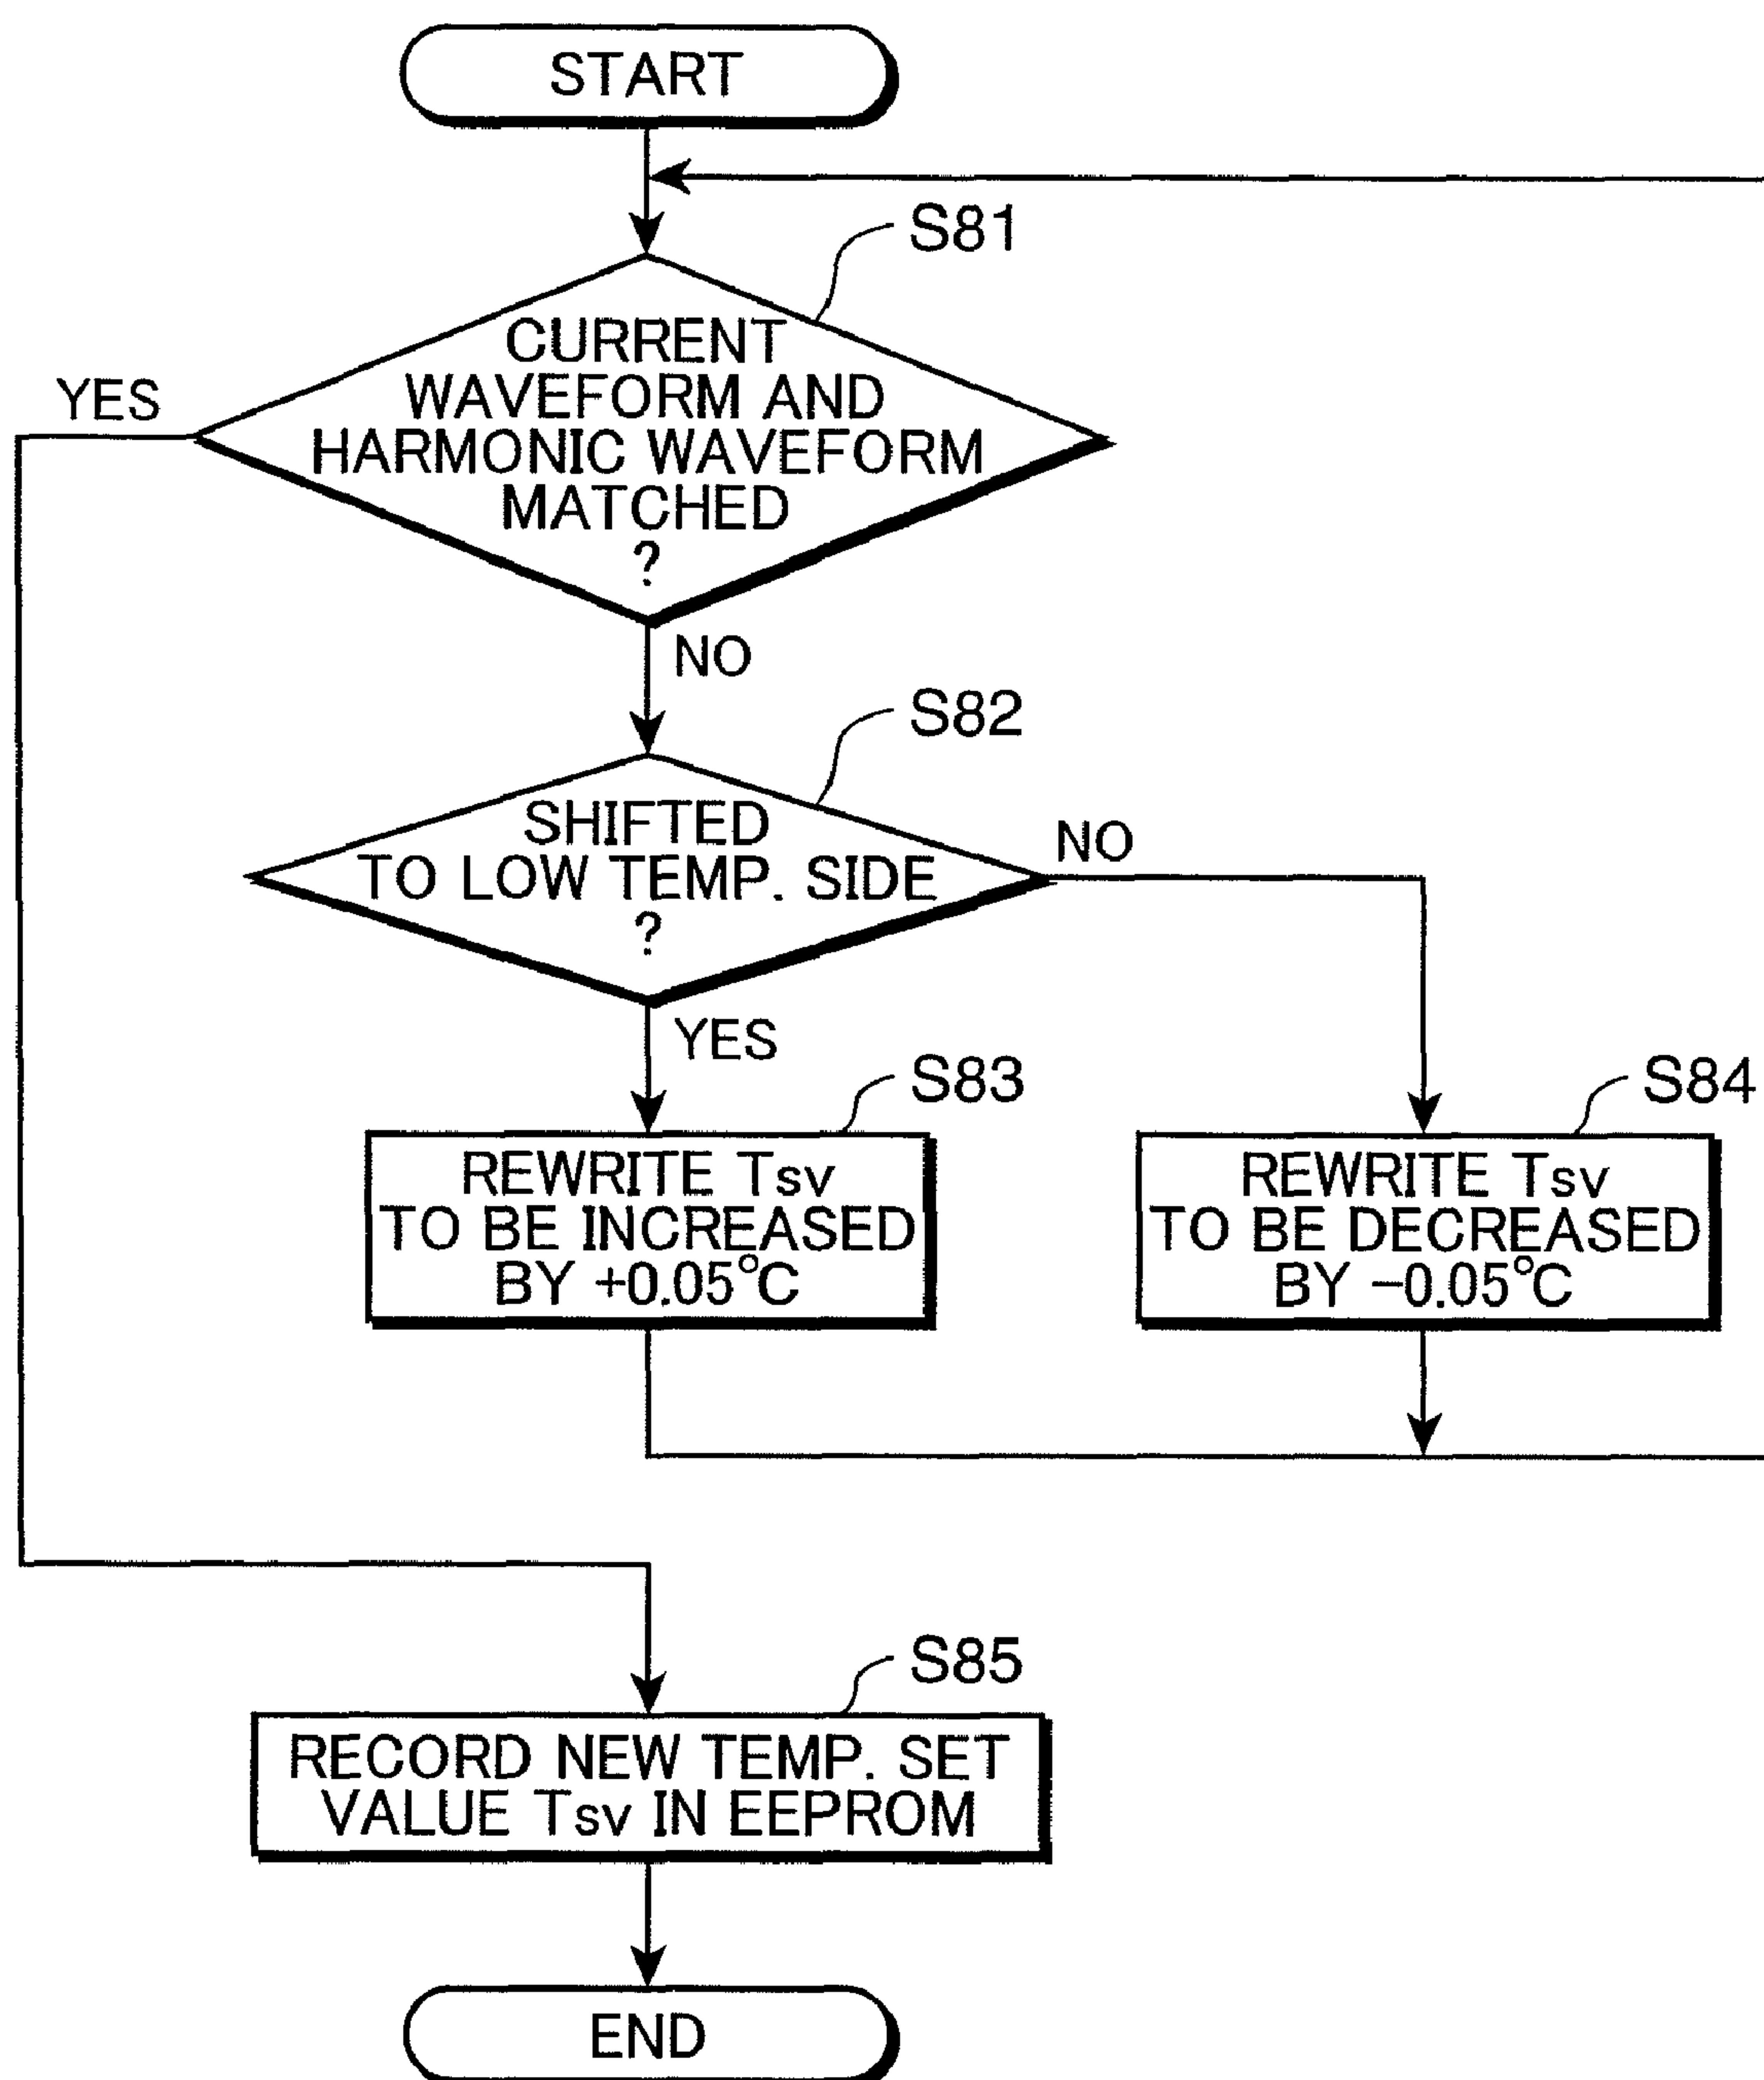 START
S81
CURRENT
WAVEFORM AND
HARMONIC WAVEFORM
MATCHED
?
YES
NO
S82
SHIFTED
TO LOW TEMP. SIDE
?
NO
YES
S83
REWRITE Tsv
TO BE INCREASED
BY +0.05°C
S84
REWRITE Tsv
TO BE DECREASED
BY −0.05°C
S85
RECORD NEW TEMP. SET
VALUE Tsv IN EEPROM
END